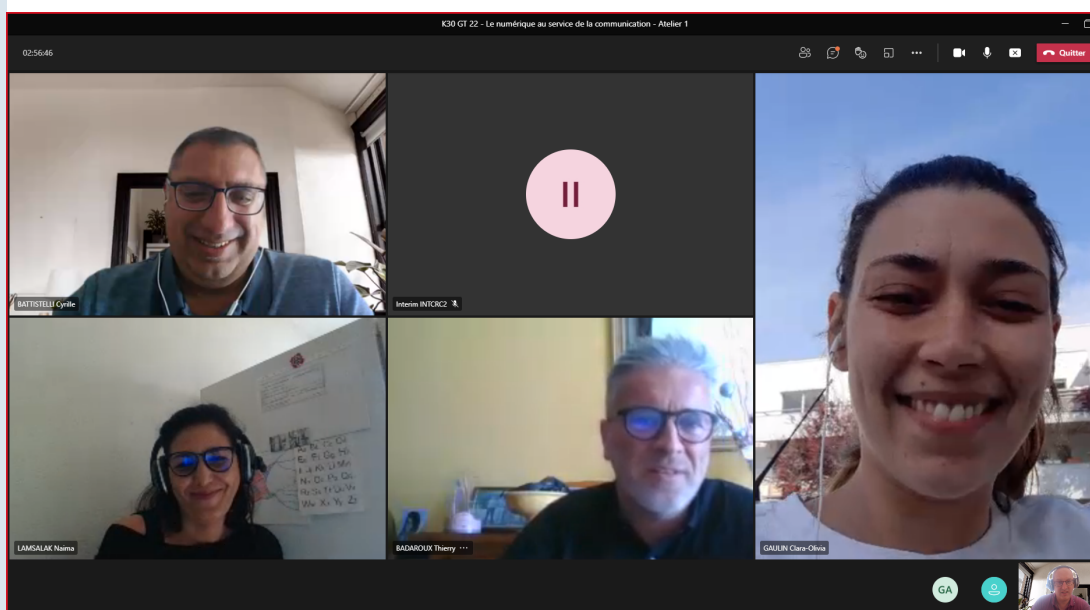 K30 GT 22 - Le numérique au service de la communication - Atelier 1
02:56:46
Quitter
BATTISTELLI Cyrille
II
Interim INTCRC2
LAMSALAK Naima
BADAROUX Thierry
GAULIN Clara-Olivia
GA